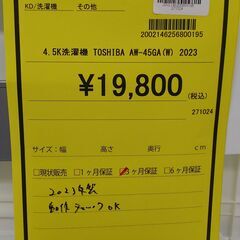 KD/洗濯機 その他
2002146256800195
4.5K洗濯機 TOSHIBA AW-45GA(W) 2023
¥19,800(税込)
271024
サイズ：幅 高さ 奥行 cm
□現状販売 □1ヶ月保証 ☑3ヶ月保証 □6ヶ月保証
2023年製
動作チェックOK